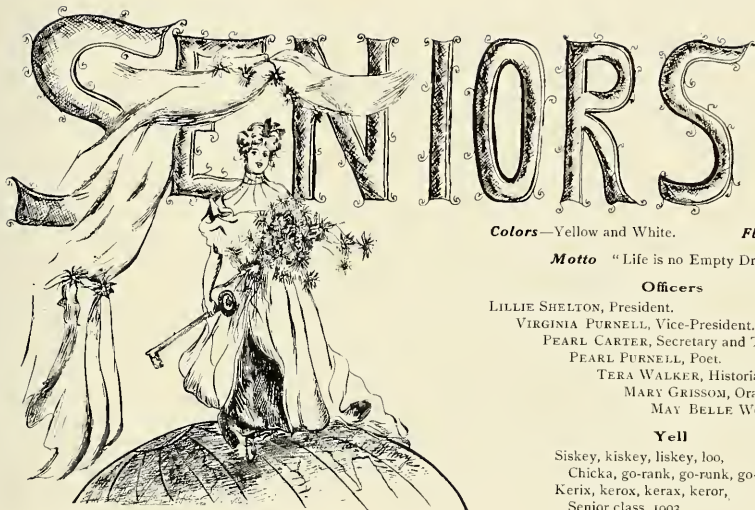 SENIORS
Colors—Yellow and White. Fl
Motto "Life is no Empty Dr
Officers
LILLIE SHELTON, President.
VIRGINIA PURNELL, Vice-President.
PEARL CARTER, Secretary and T
PEARL PURNELL, Poet.
TERA WALKER, Historia
MARY GRISSOM, Ora
MAY BELLE W
Yell
Siskey, kiskey, liskey, loo,
Chicka, go-rank, go-runk, go-
Kerix, kerox, kerax, keror,
Senior class, 1903